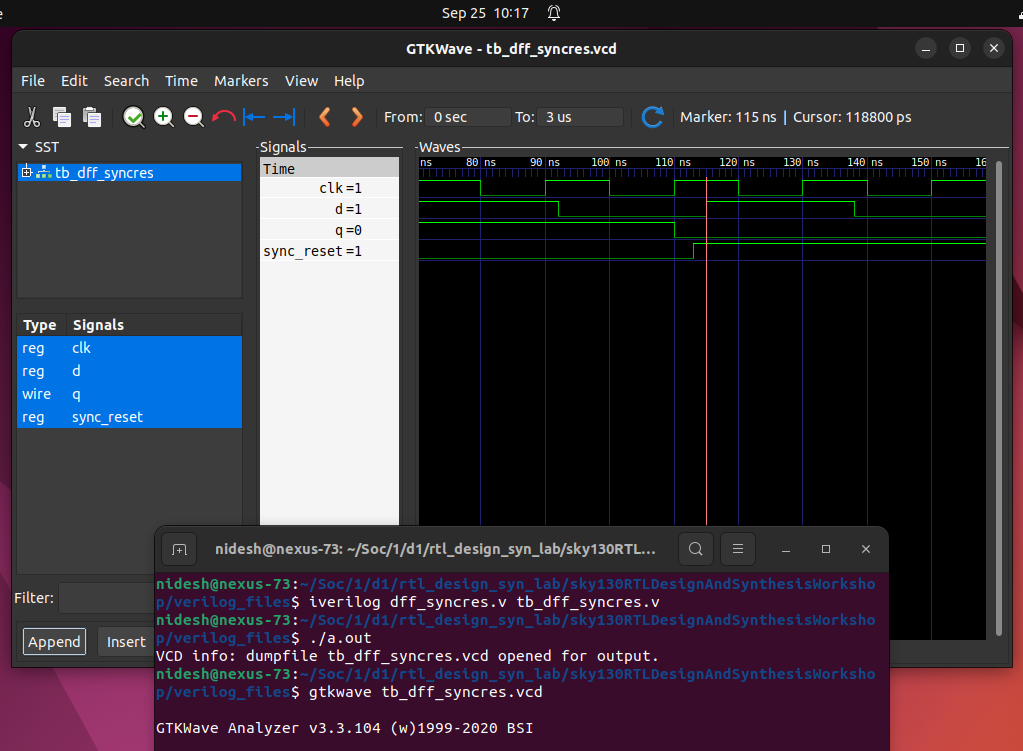 Sep 25 10:17
GTKWave - tb_dff_syncres.vcd
File Edit Search Time Markers View Help
From: 0 sec To: 3 us Marker: 115 ns | Cursor: 118800 ps
SST
tb_dff_syncres
Type Signals
reg clk
reg d
wire q
reg sync_reset
Filter:
Append Insert
Signals
Time
clk=1
d=1
q=0
sync_reset=1
Waves
ns 80 ns 90 ns 100 ns 110 ns 120 ns 130 ns 140 ns 150 ns
nidesh@nexus-73: ~/Soc/1/d1/rtl_design_syn_lab/sky130RTL...
nidesh@nexus-73:~/Soc/1/d1/rtl_design_syn_lab/sky130RTLDesignAndSynthesisWorksho
p/verilog_files$ iverilog dff_syncres.v tb_dff_syncres.v
nidesh@nexus-73:~/Soc/1/d1/rtl_design_syn_lab/sky130RTLDesignAndSynthesisWorksho
p/verilog_files$ ./a.out
VCD info: dumpfile tb_dff_syncres.vcd opened for output.
nidesh@nexus-73:~/Soc/1/d1/rtl_design_syn_lab/sky130RTLDesignAndSynthesisWorksho
p/verilog_files$ gtkwave tb_dff_syncres.vcd
GTKWave Analyzer v3.3.104 (w)1999-2020 BSI